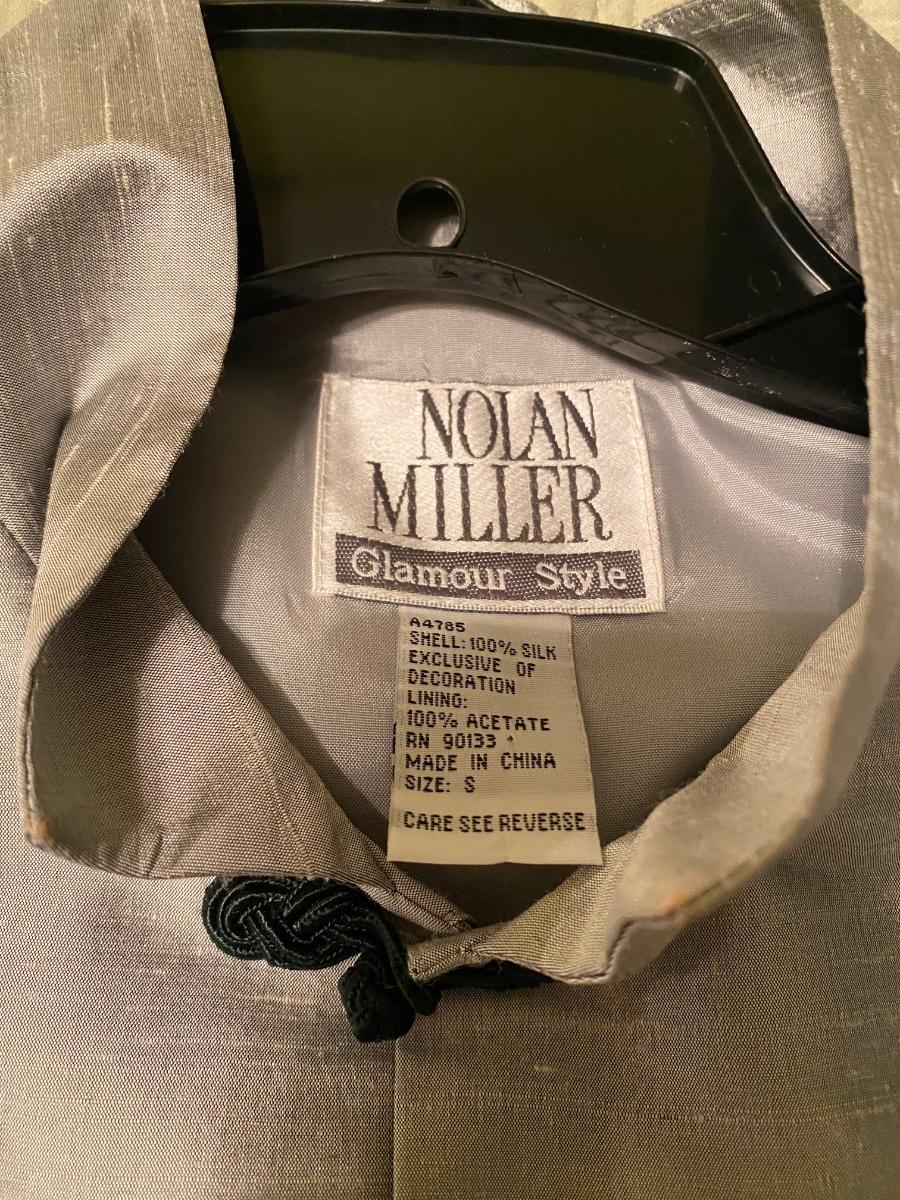 NOLAN
MILLER
Glamour Style
A4785
SHELL: 100% SILK
EXCLUSIVE OF
DECORATION
LINING:
100% ACETATE
RN 90133
MADE IN CHINA
SIZE: S
CARE SEE REVERSE